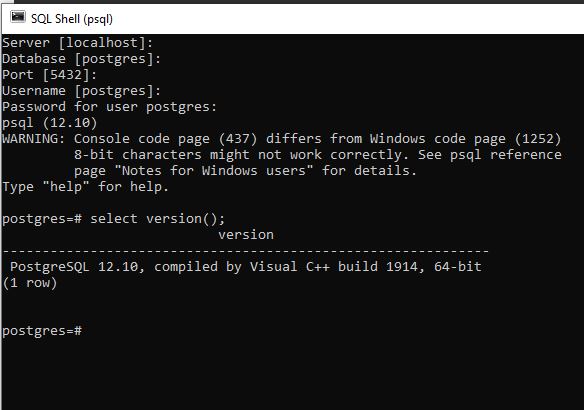 SQL Shell (psql)
Server [localhost]:
Database [postgres]:
Port [5432]:
Username [postgres]:
Password for user postgres:
psql (12.10)
WARNING: Console code page (437) differs from Windows code page (1252)
         8-bit characters might not work correctly. See psql reference
         page "Notes for Windows users" for details.
Type "help" for help.

postgres=# select version();
                           version
-------------------------------------------------------------
 PostgreSQL 12.10, compiled by Visual C++ build 1914, 64-bit
(1 row)


postgres=#